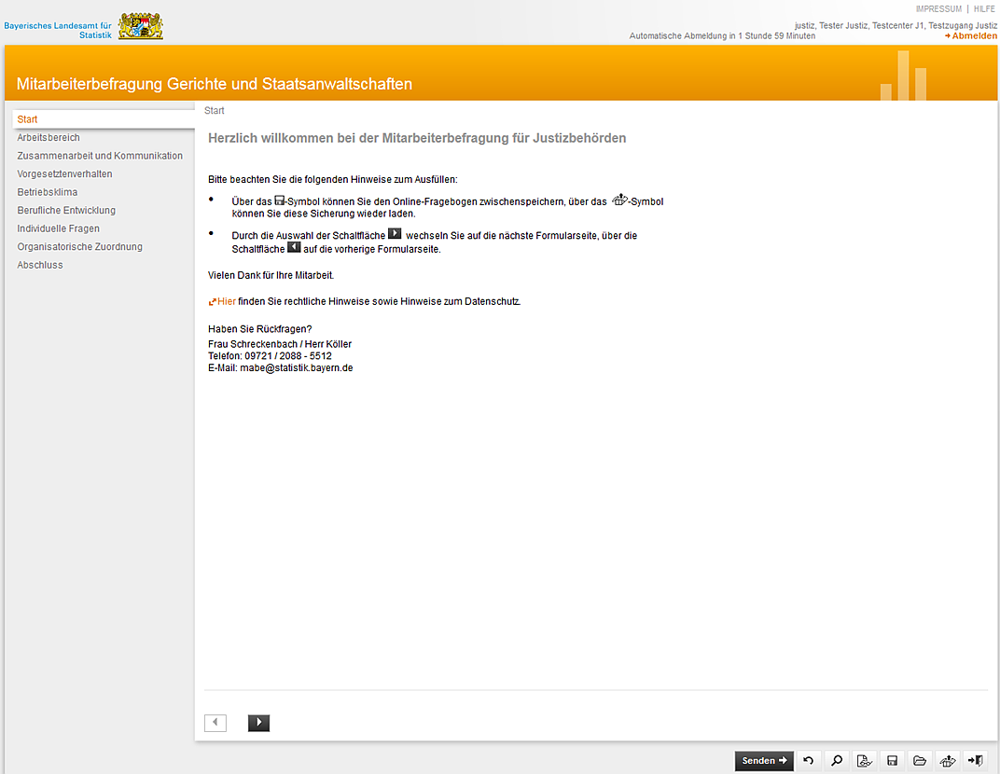 IMPRESSUM | HILFE
Bayerisches Landesamt für
Statistik
justiz, Tester Justiz, Testcenter J1, Testzugang Justiz
Automatische Abmeldung in 1 Stunde 59 Minuten
Abmelden
Mitarbeiterbefragung Gerichte und Staatsanwaltschaften
Start
Arbeitsbereich
Zusammenarbeit und Kommunikation
Vorgesetztenverhalten
Betriebsklima
Berufliche Entwicklung
Individuelle Fragen
Organisatorische Zuordnung
Abschluss
Start
Herzlich willkommen bei der Mitarbeiterbefragung für Justizbehörden
Bitte beachten Sie die folgenden Hinweise zum Ausfüllen:
• Über das -Symbol können Sie den Online-Fragebogen zwischenspeichern, über das -Symbol
können Sie diese Sicherung wieder laden.
• Durch die Auswahl der Schaltfläche wechseln Sie auf die nächste Formularseite, über die
Schaltfläche auf die vorherige Formularseite.
Vielen Dank für Ihre Mitarbeit.
Hier finden Sie rechtliche Hinweise sowie Hinweise zum Datenschutz.
Haben Sie Rückfragen?
Frau Schreckenbach / Herr Köller
Telefon: 09721 / 2088 - 5512
E-Mail: mabe@statistik.bayern.de
Senden